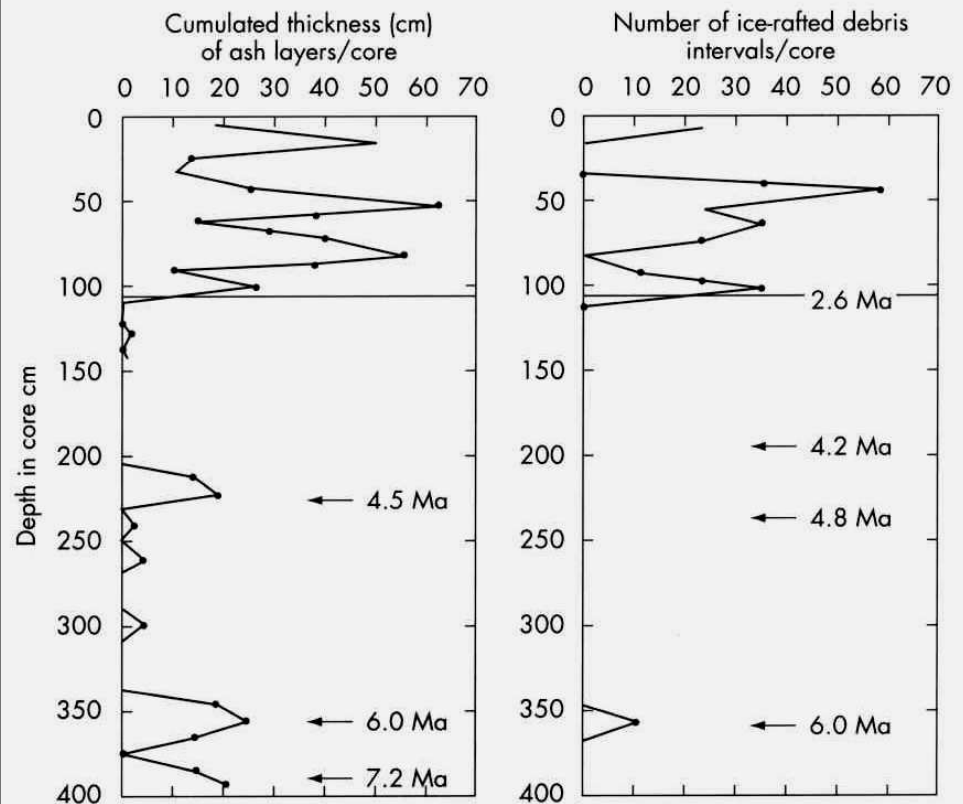 Cumulated thickness (cm)
of ash layers/core
0 10 20 30 40 50 60 70
Depth in core cm
0
50
100
150
200
250
300
350
400
4.5 Ma
6.0 Ma
7.2 Ma
Number of ice-rafted debris
intervals/core
0 10 20 30 40 50 60 70
0
50
100
150
200
250
300
350
400
2.6 Ma
4.2 Ma
4.8 Ma
6.0 Ma